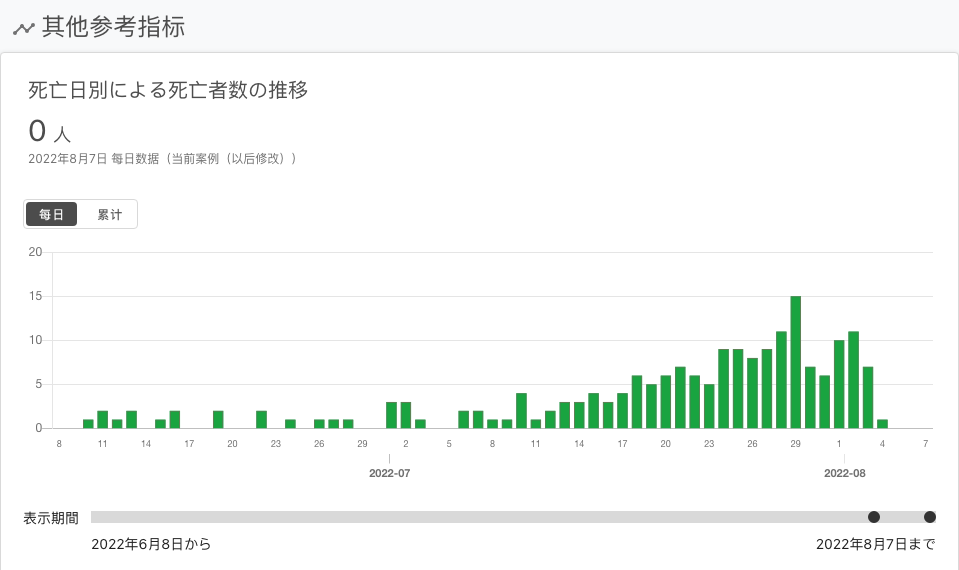 其他参考指标
死亡日別による死亡者数の推移
0 人
2022年8月7日 每日数据（当前案例（以后修改））
每日 累计
20
15
10
5
0
8 11 14 17 20 23 26 29 2 5 8 11 14 17 20 23 26 29 1 4 7
2022-07 2022-08
表示期間
2022年6月8日から 2022年8月7日まで